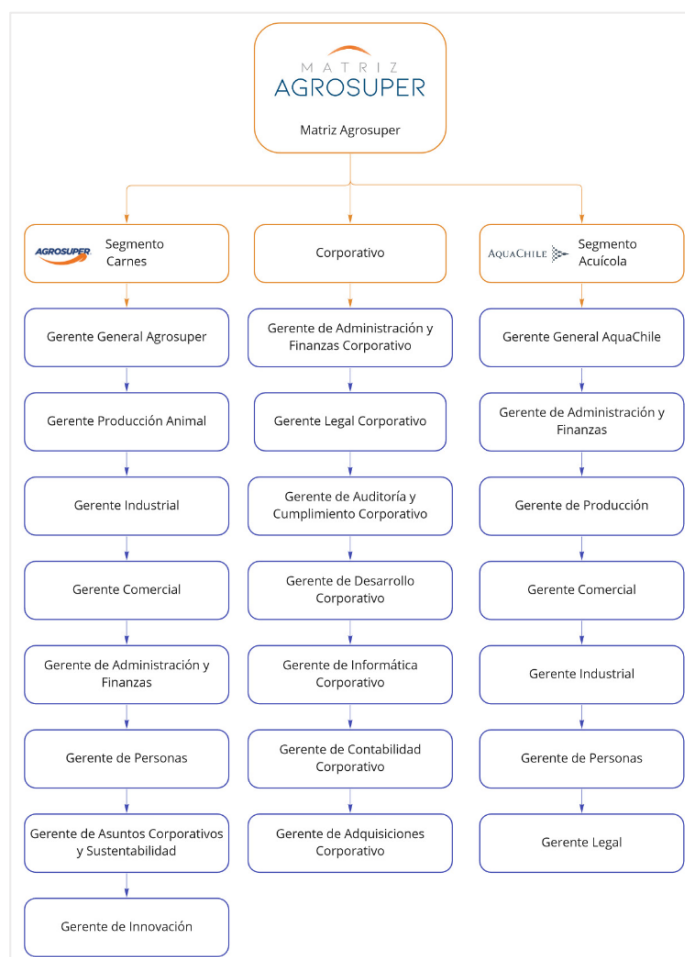 MATRIZ
AGROSUPER
Matriz Agrosuper
AGROSUPER
Segmento
Carnes
Corporativo
AQUACHILE
Segmento
Acuícola
Gerente General Agrosuper
Gerente Producción Animal
Gerente Industrial
Gerente Comercial
Gerente de Administración y
Finanzas
Gerente de Personas
Gerente de Asuntos Corporativos
y Sustentabilidad
Gerente de Innovación
Gerente de Administración y
Finanzas Corporativo
Gerente Legal Corporativo
Gerente de Auditoría y
Cumplimiento Corporativo
Gerente de Desarrollo
Corporativo
Gerente de Informática
Corporativo
Gerente de Contabilidad
Corporativo
Gerente de Adquisiciones
Corporativo
Gerente General AquaChile
Gerente de Administración y
Finanzas
Gerente de Producción
Gerente Comercial
Gerente Industrial
Gerente de Personas
Gerente Legal